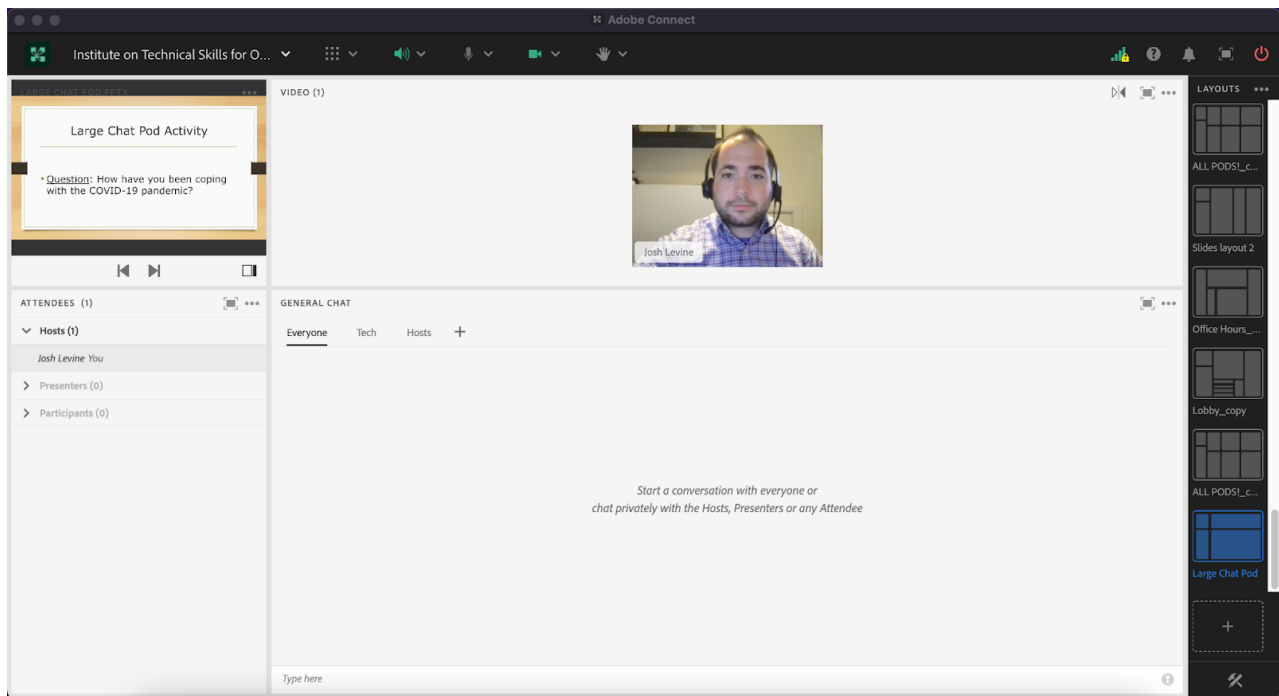 Adobe Connect
Institute on Technical Skills for O...
LARGE CHAT POD.PPTX
Large Chat Pod Activity
• Question: How have you been coping
with the COVID-19 pandemic?
VIDEO (1)
Josh Levine
ATTENDEES (1)
Hosts (1)
Josh Levine You
Presenters (0)
Participants (0)
GENERAL CHAT
Everyone Tech Hosts
Start a conversation with everyone or
chat privately with the Hosts, Presenters or any Attendee
Type here
LAYOUTS
ALL PODS!_c...
Slides layout 2
Office Hours_...
Lobby_copy
ALL PODS!_c...
Large Chat Pod